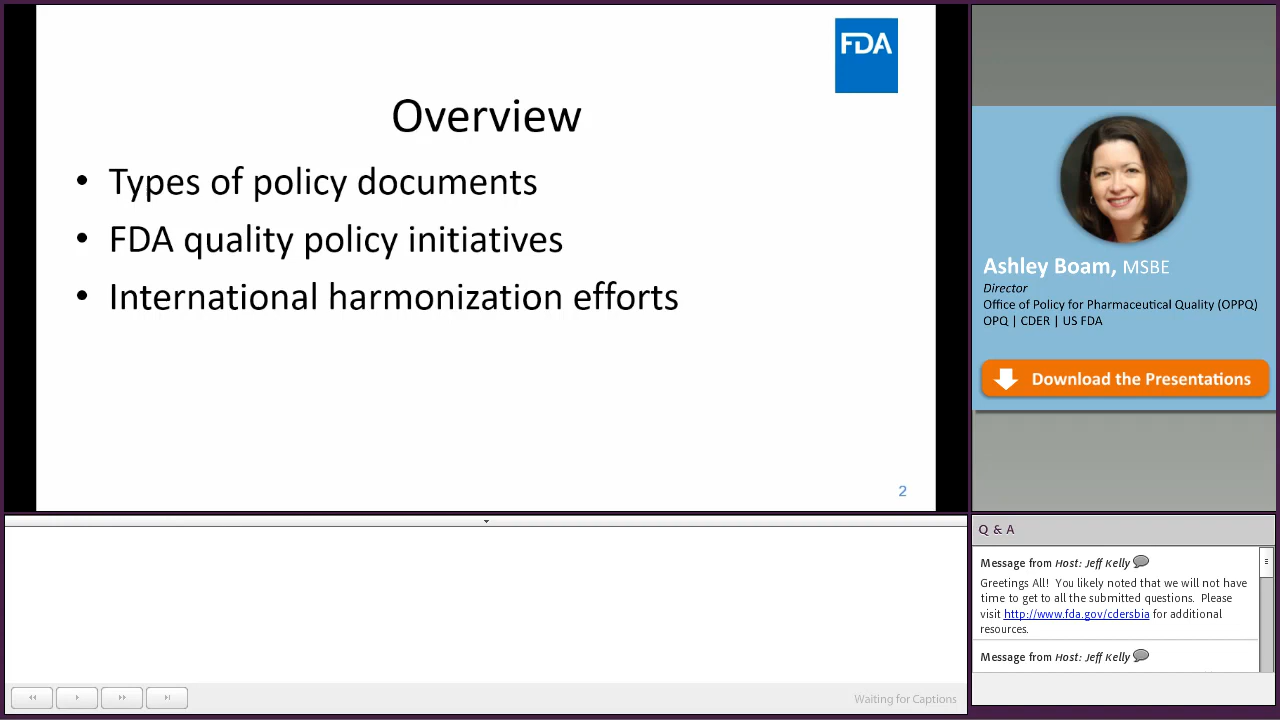 FDA
Overview
• Types of policy documents
• FDA quality policy initiatives
• International harmonization efforts
2
Ashley Boam, MSBE
Director
Office of Policy for Pharmaceutical Quality (OPPQ)
OPQ | CDER | US FDA
Download the Presentations
Q & A
Message from Host: Jeff Kelly
Greetings All! You likely noted that we will not have
time to get to all the submitted questions. Please
visit http://www.fda.gov/cdersbia for additional
resources.
Message from Host: Jeff Kelly
Waiting for Captions